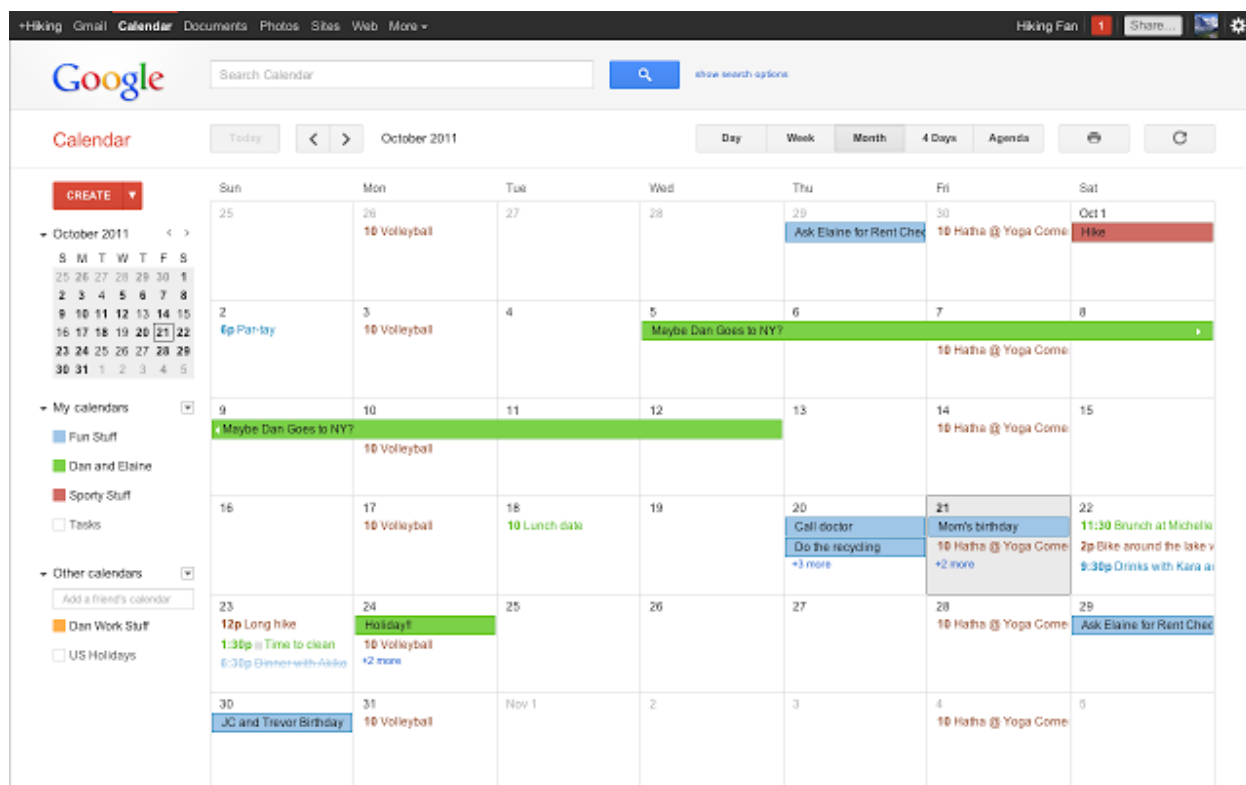 +Hiking Gmail Calendar Documents Photos Sites Web More Hiking Fan 1 Share...
Google Search Calendar show search options
Calendar Today October 2011 Day Week Month 4 Days Agenda
CREATE
October 2011
S M T W T F S
25 26 27 28 29 30 1
2 3 4 5 6 7 8
9 10 11 12 13 14 15
16 17 18 19 20 21 22
23 24 25 26 27 28 29
30 31 1 2 3 4 5
My calendars
Fun Stuff
Dan and Elaine
Sporty Stuff
Tasks
Other calendars
Add a friend's calendar
Dan Work Stuff
US Holidays
Sun Mon Tue Wed Thu Fri Sat
25 26 27 28 29 30 Oct 1
10 Volleyball Ask Elaine for Rent Chec 10 Hatha @ Yoga Corne Hike
2 3 4 5 6 7 8
6p Par-tay 10 Volleyball Maybe Dan Goes to NY?
10 Hatha @ Yoga Corne
9 10 11 12 13 14 15
Maybe Dan Goes to NY? 10 Hatha @ Yoga Corne
10 Volleyball
16 17 18 19 20 21 22
10 Volleyball 10 Lunch date Call doctor Mom's birthday 11:30 Brunch at Michelle
Do the recycling 10 Hatha @ Yoga Corne 2p Bike around the lake w
+3 more +2 more 9:30p Drinks with Kara an
23 24 25 26 27 28 29
12p Long hike Holiday!! 10 Hatha @ Yoga Corne Ask Elaine for Rent Chec
1:30p Time to clean 10 Volleyball
6:30p Dinner with Akiko +2 more
30 31 Nov 1 2 3 4 5
JC and Trevor Birthday 10 Volleyball 10 Hatha @ Yoga Corne